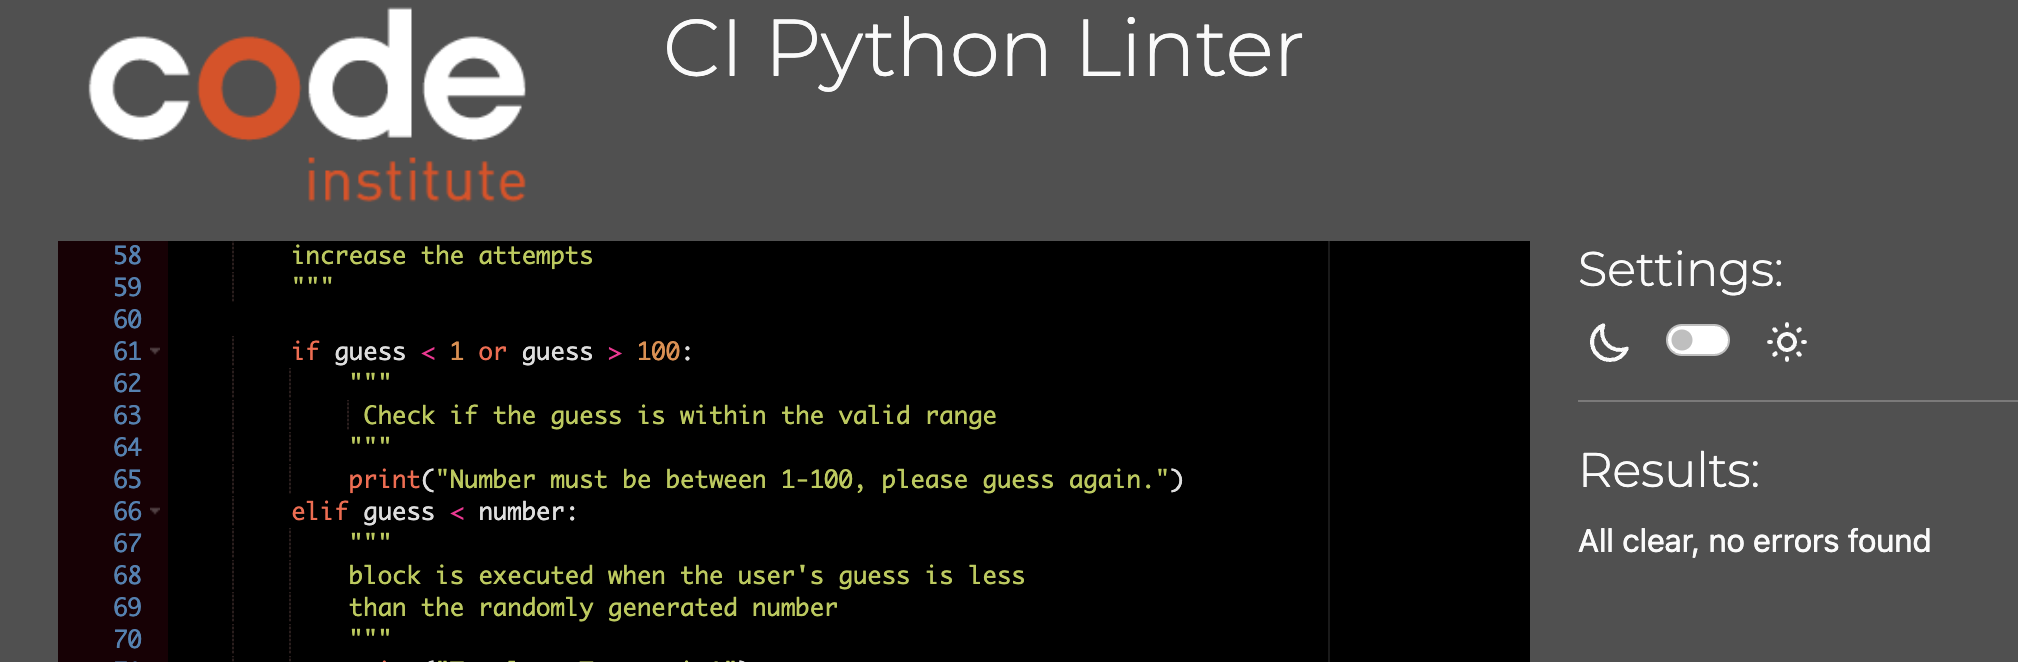 code
institute
CI Python Linter
58 increase the attempts
59 """
60
61 if guess < 1 or guess > 100:
62 """
63 Check if the guess is within the valid range
64 """
65 print("Number must be between 1-100, please guess again.")
66 elif guess < number:
67 """
68 block is executed when the user's guess is less
69 than the randomly generated number
70 """
Settings:
Results:
All clear, no errors found